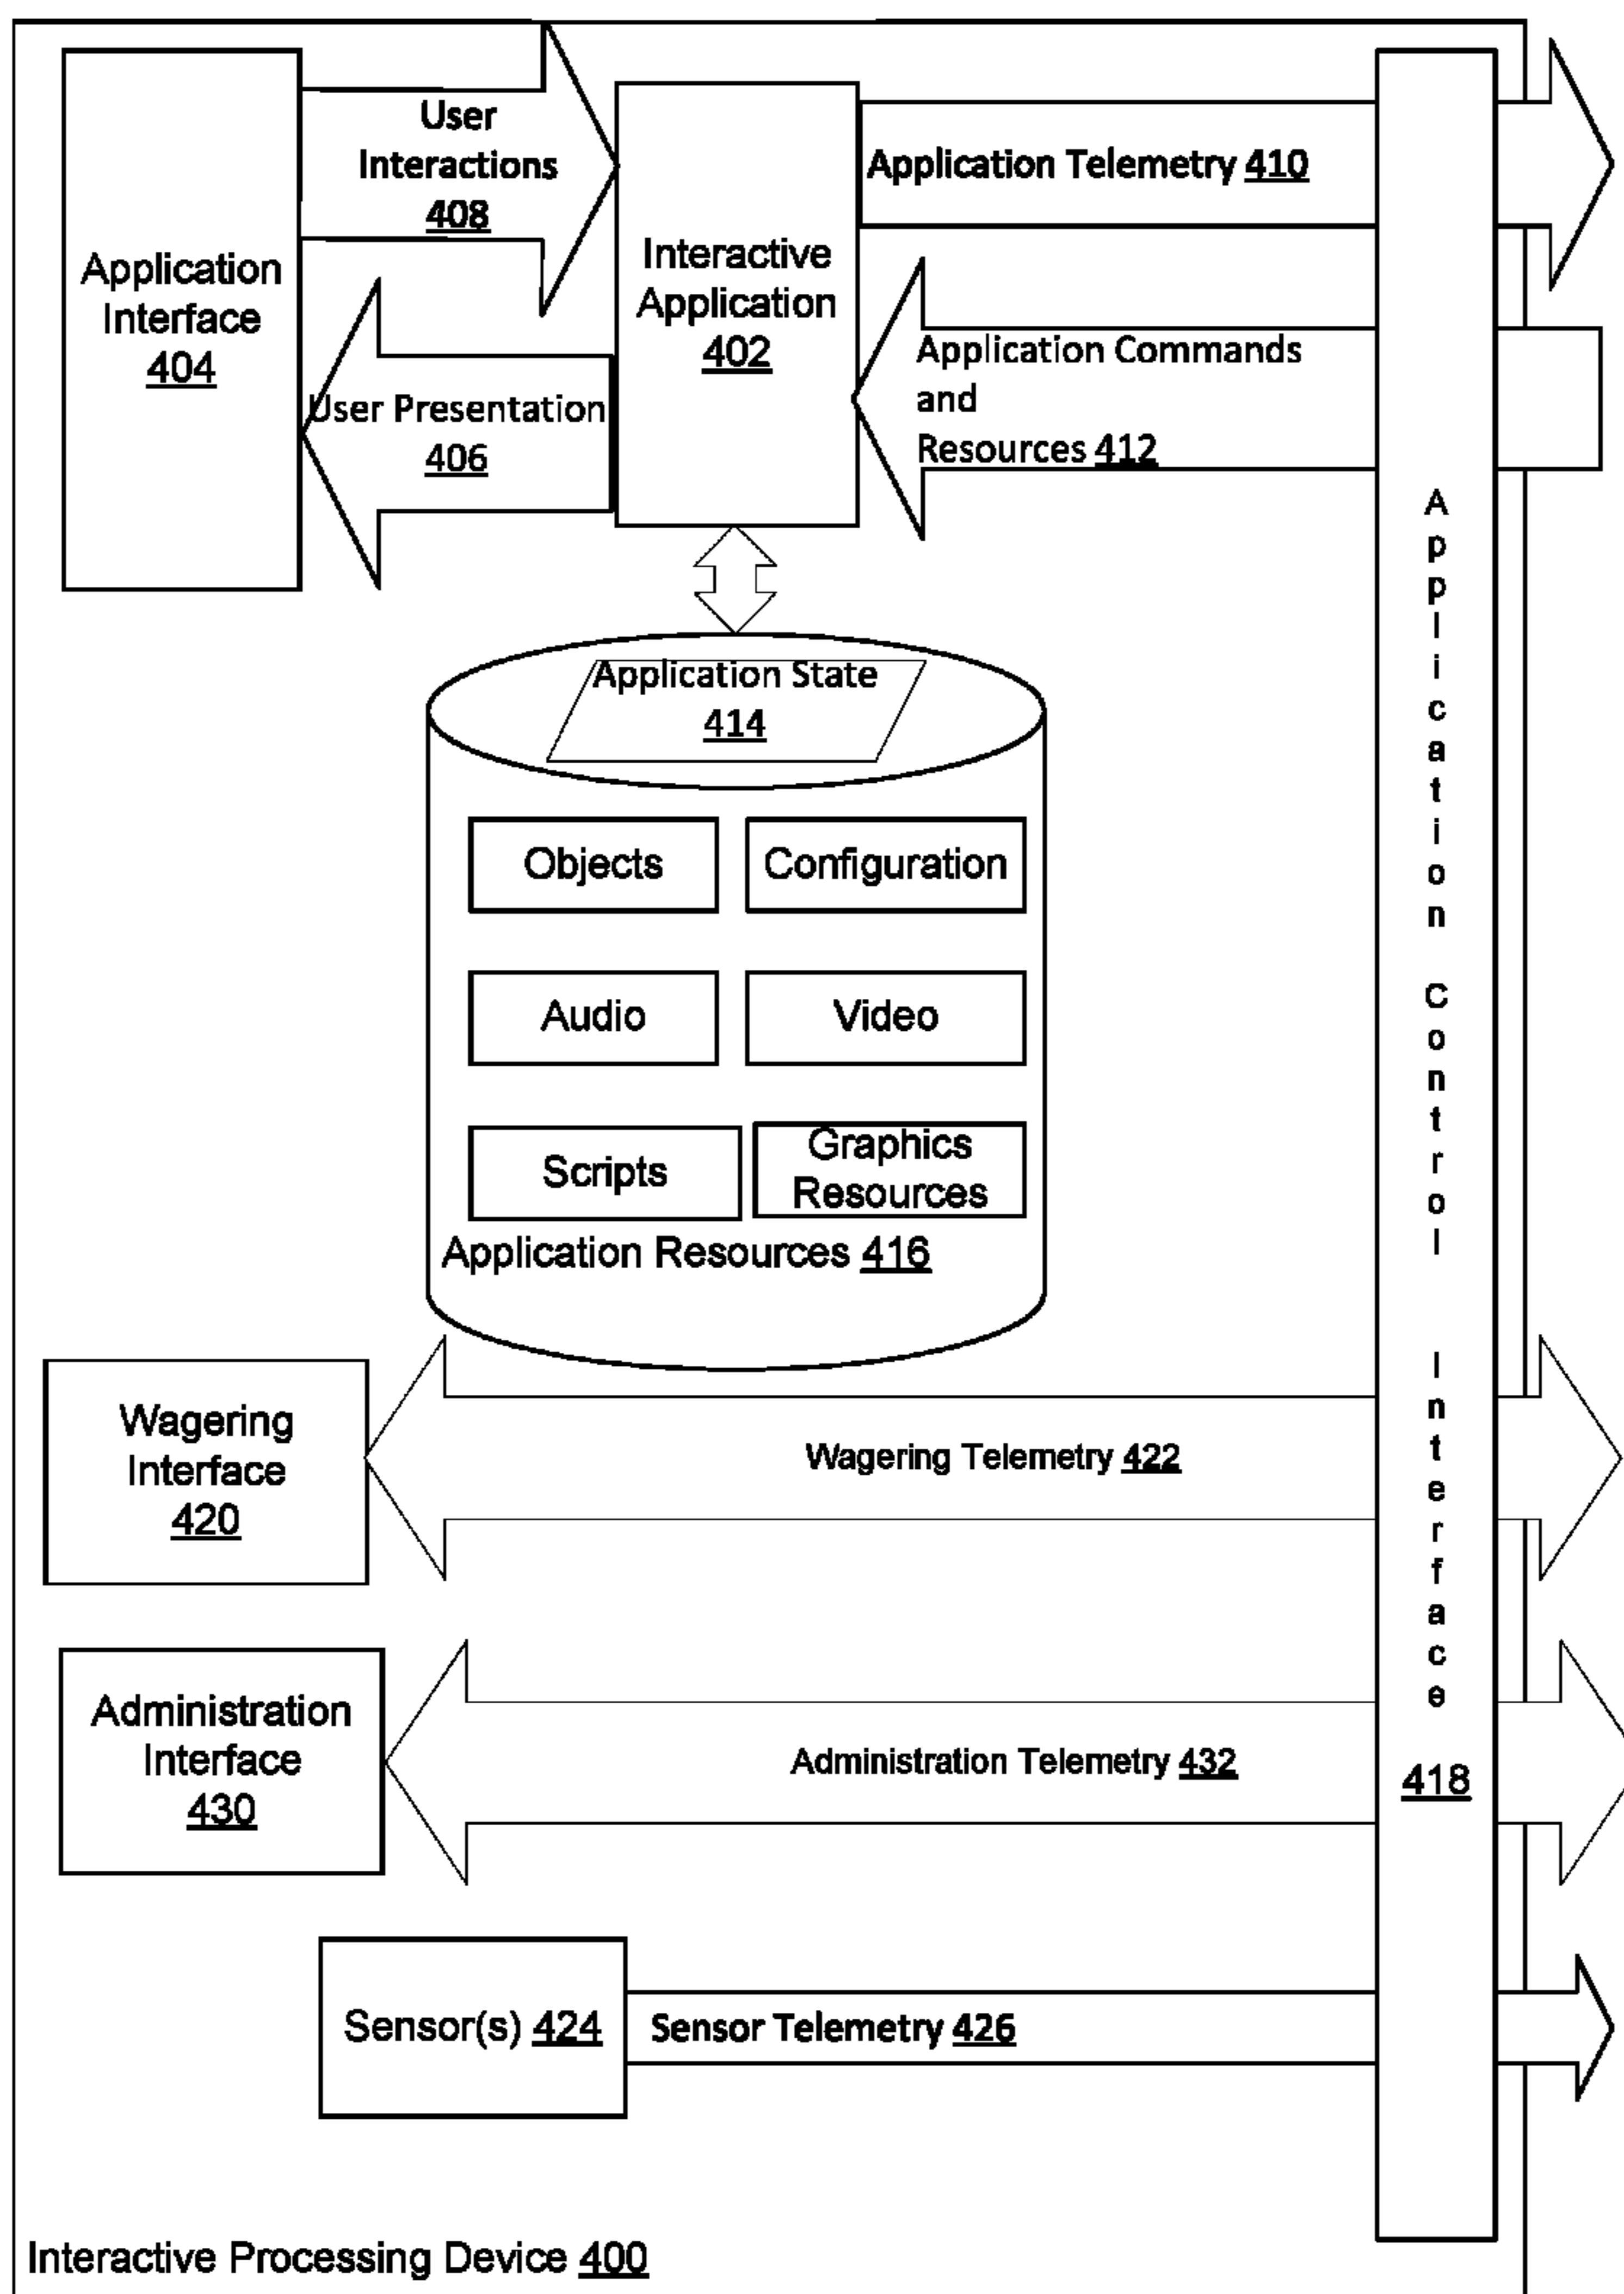 User
Interactions
408
Application
Interface
404
Interactive
Application
402
Application Telemetry 410
Application Commands
and
Resources 412
User Presentation
406
Application State
414
Objects
Configuration
Audio
Video
Scripts
Graphics
Resources
Application Resources 416
Application Control Interface
418
Wagering
Interface
420
Wagering Telemetry 422
Administration
Interface
430
Administration Telemetry 432
Sensor(s) 424
Sensor Telemetry 426
Interactive Processing Device 400